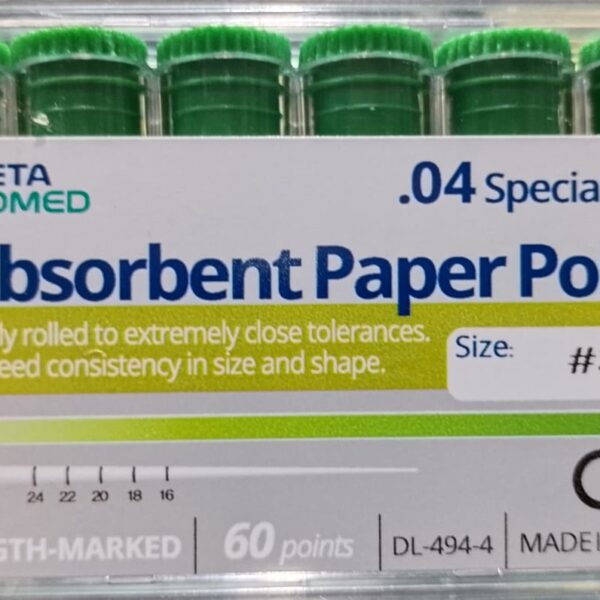 ETA
OMED
.04 Specia
bsorbent Paper Po
ly rolled to extremely close tolerances.
eed consistency in size and shape.
Size:
#
24 22 20 18 16
GTH-MARKED
60 points
DL-494-4
MADE